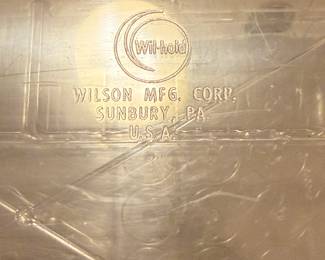 Wil-hold
WILSON MFG. CORP.
SUNBURY, PA.
U.S.A.